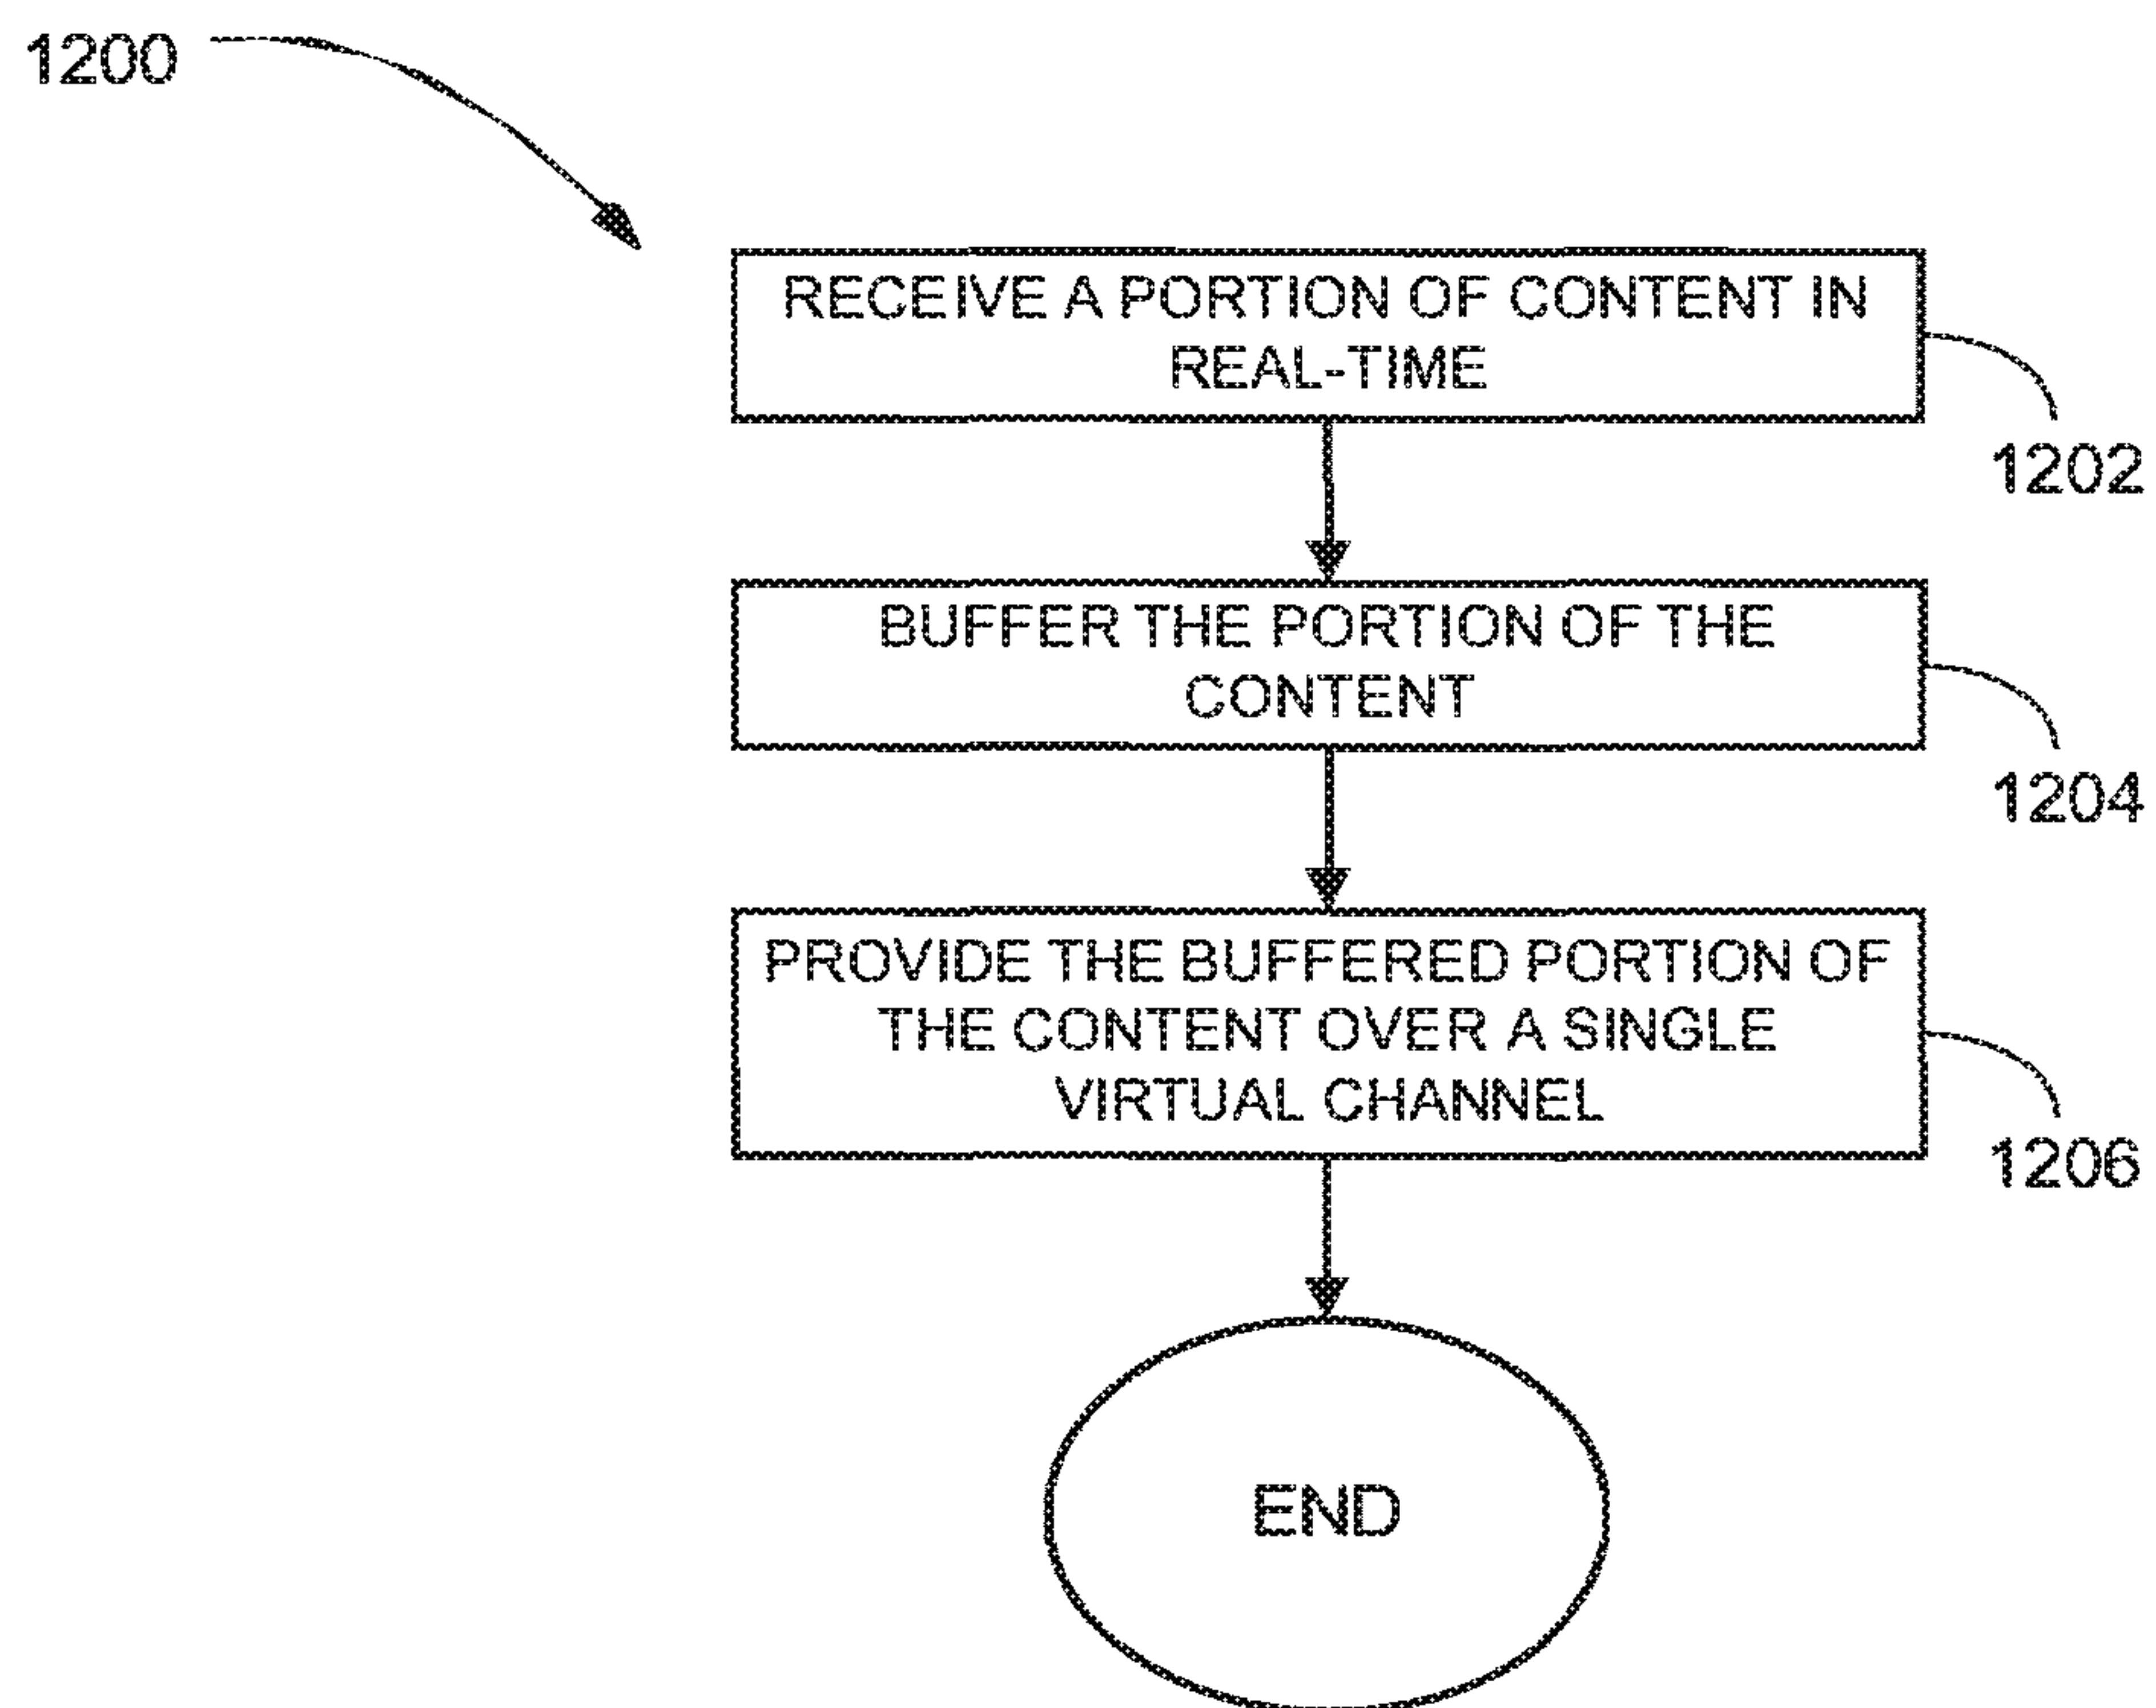 1200
RECEIVE A PORTION OF CONTENT IN
REAL-TIME
1202
BUFFER THE PORTION OF THE
CONTENT
1204
PROVIDE THE BUFFERED PORTION OF
THE CONTENT OVER A SINGLE
VIRTUAL CHANNEL
1206
END